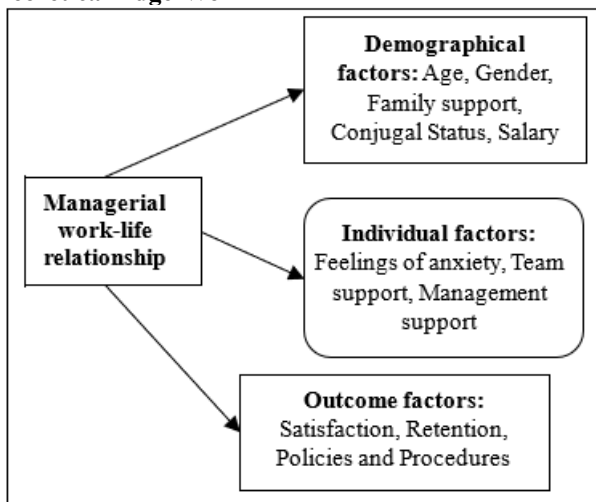 Demographical
factors: Age, Gender,
Family support,
Conjugal Status, Salary
Managerial
work-life
relationship
Individual factors:
Feelings of anxiety, Team
support, Management
support
Outcome factors:
Satisfaction, Retention,
Policies and Procedures